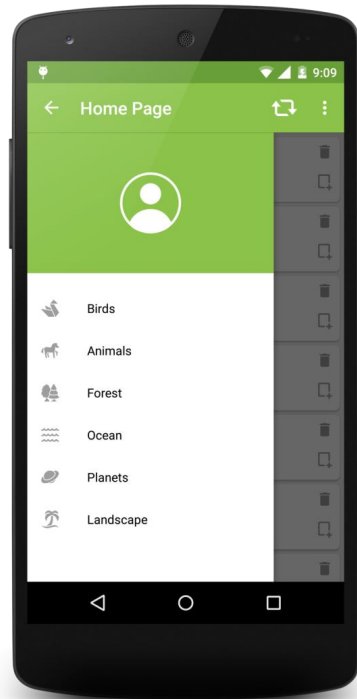 9:09
Home Page
Birds
Animals
Forest
Ocean
Planets
Landscape